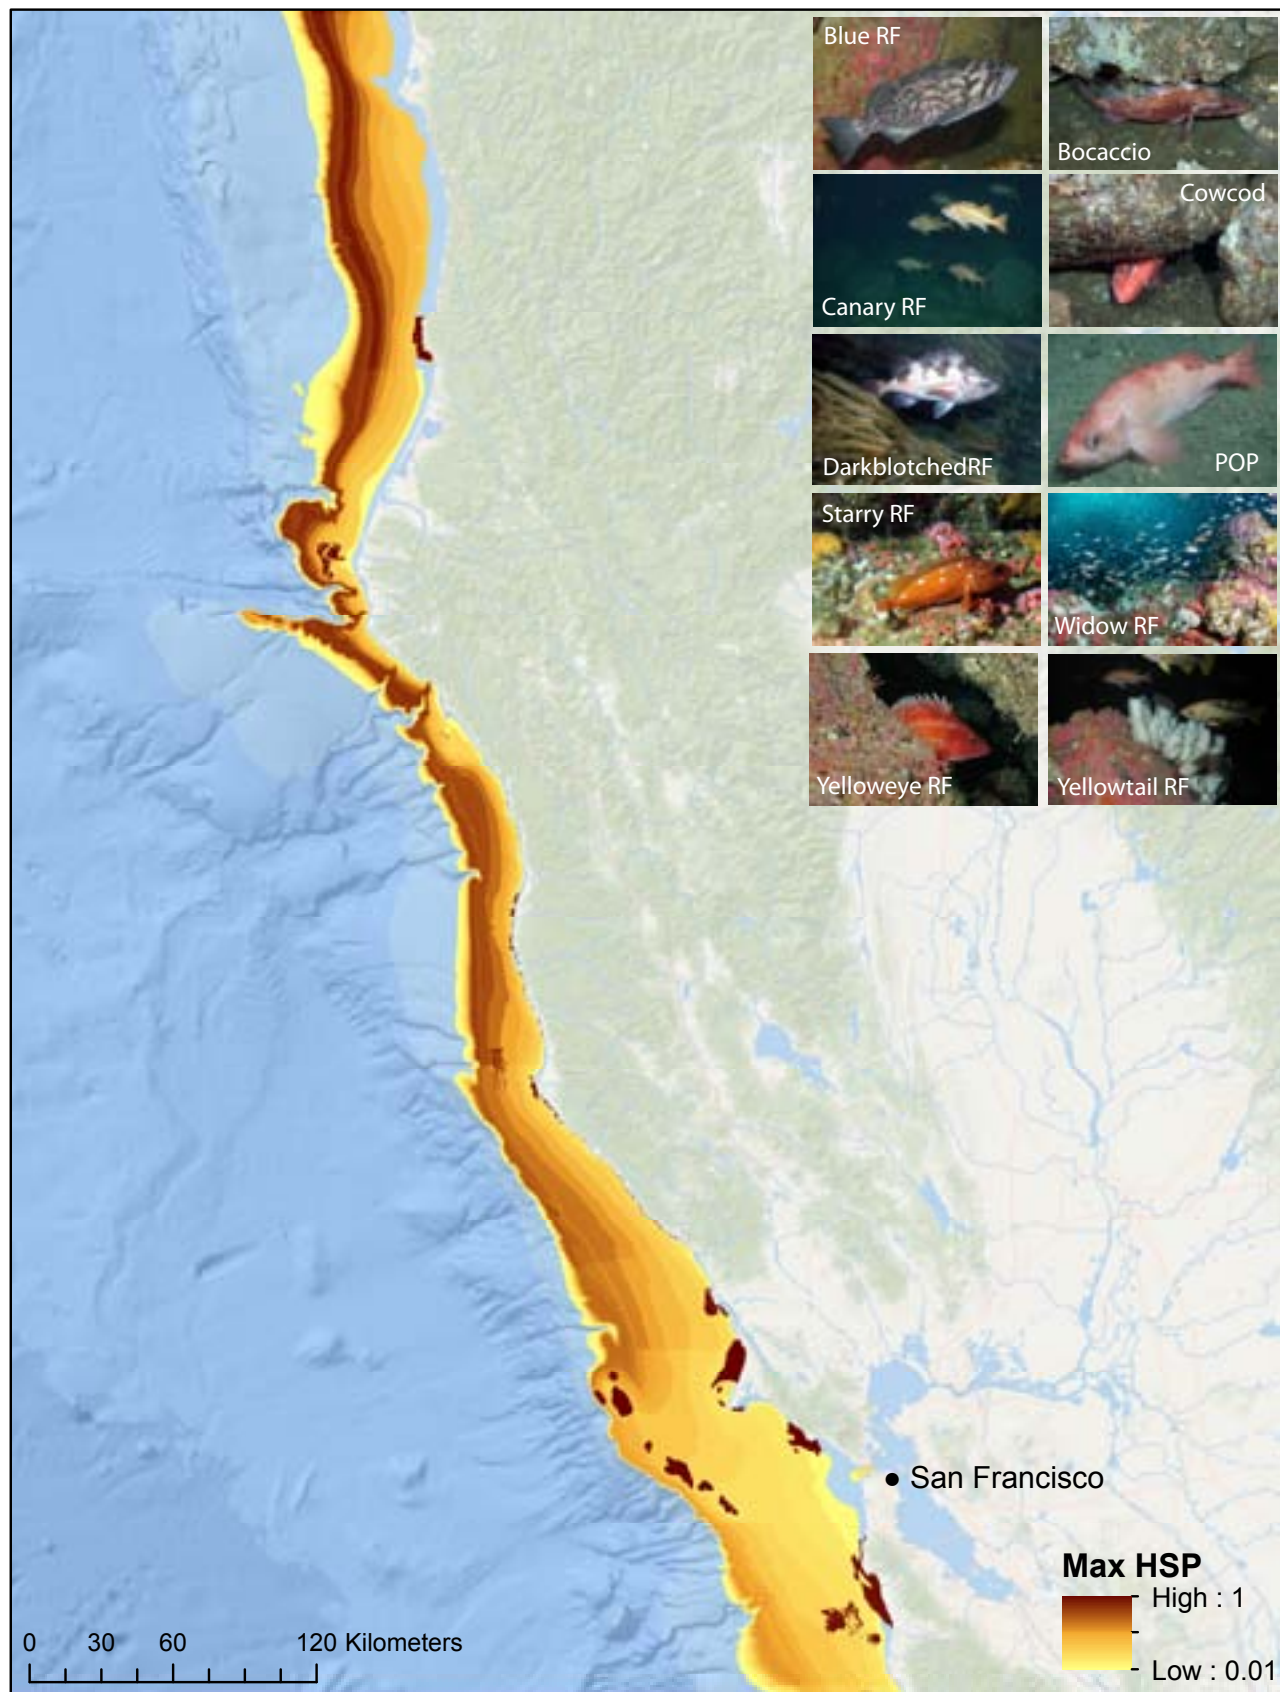 Blue RF
Bocaccio
Canary RF
Cowcod
DarkblotchedRF
POP
Starry RF
Widow RF
Yelloweye RF
Yellowtail RF
San Francisco
Max HSP
High : 1
Low : 0.01
0 30 60 120 Kilometers